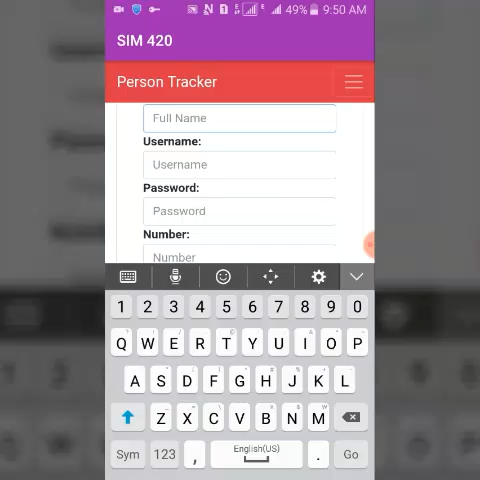 49% 9:50 AM
SIM 420
Person Tracker
Full Name
Username:
Username
Password:
Password
Number:
Number
1 2 3 4 5 6 7 8 9 0
Q W E R T Y U I O P
A S D F G H J K L
Z X C V B N M
Sym 123 , English(US) . Go